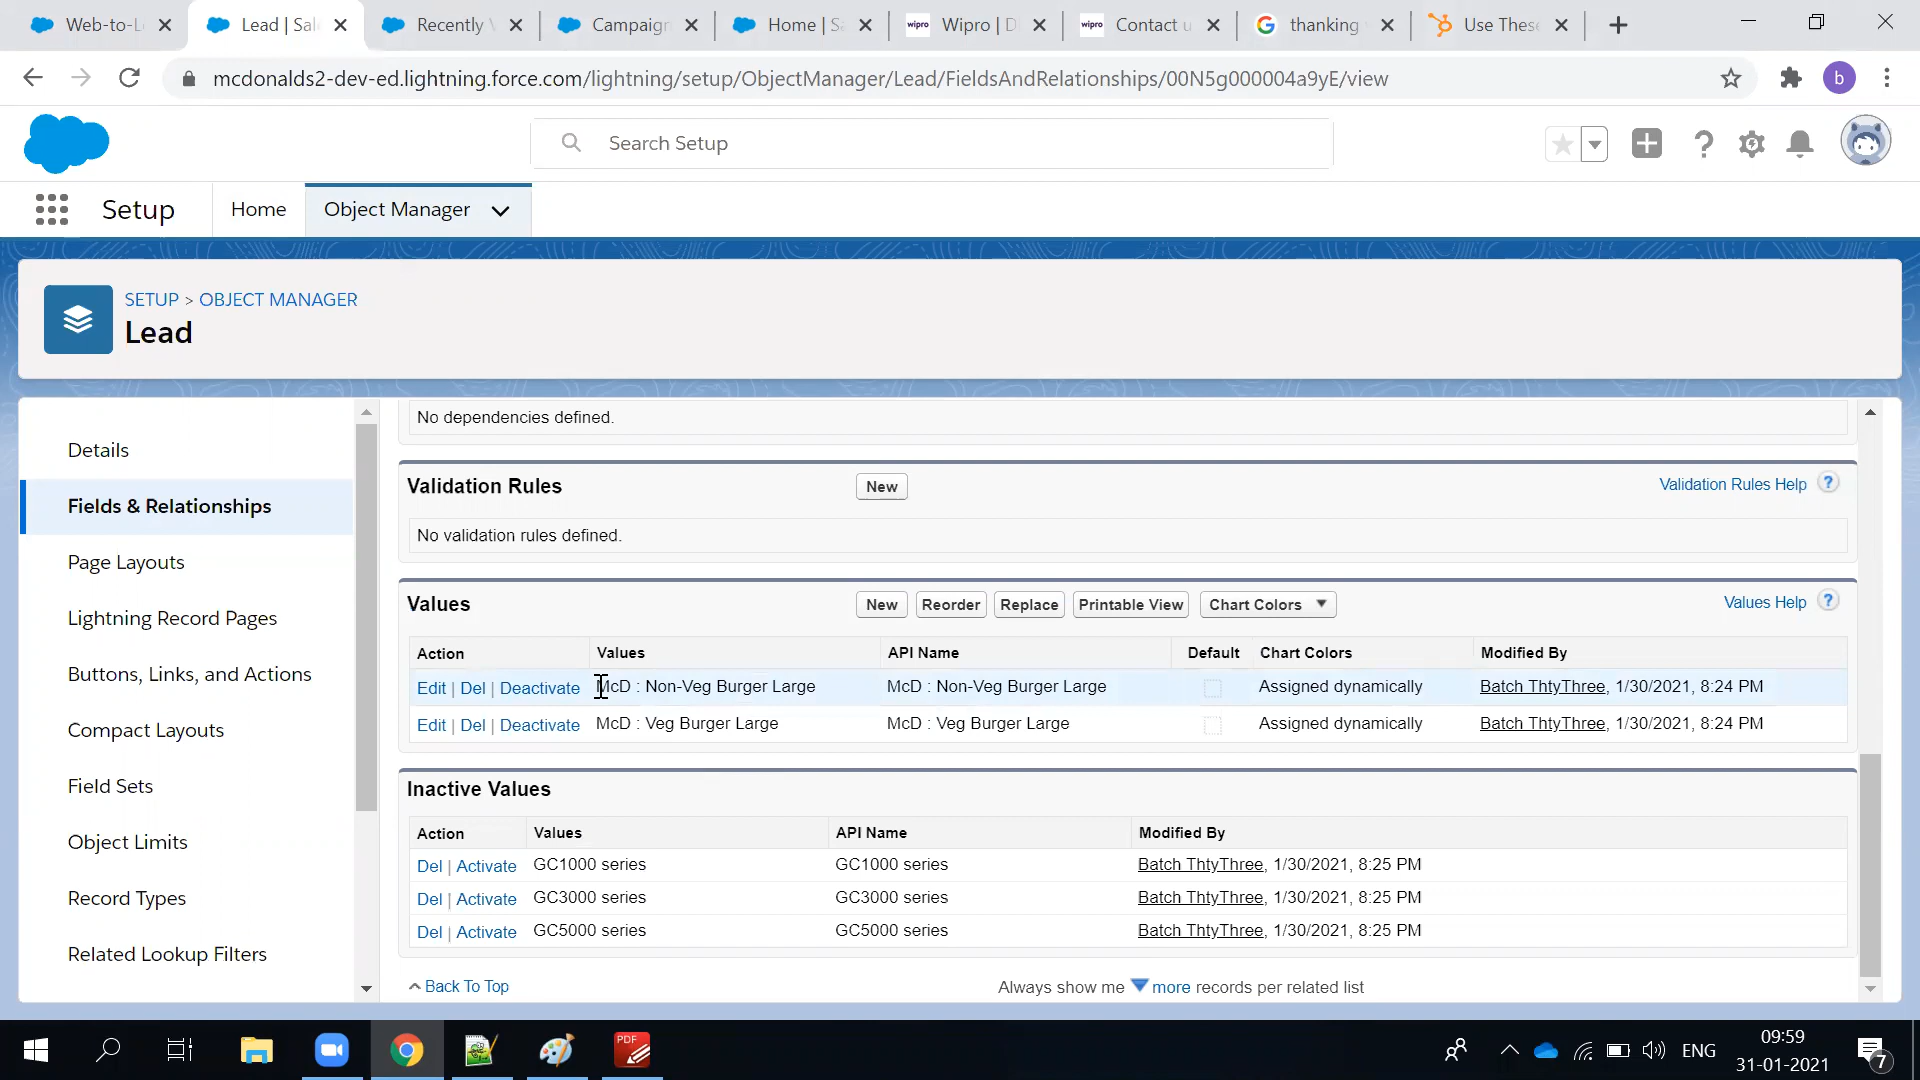 Web-to-L
Lead | Sal
Recently V
Campaign
Home | Sa
wipro
Wipro | D
wipro
Contact u
thanking
Use These
mcdonalds2-dev-ed.lightning.force.com/lightning/setup/ObjectManager/Lead/FieldsAndRelationships/00N5g000004a9yE/view
b
Search Setup
Setup
Home
Object Manager
SETUP > OBJECT MANAGER
Lead
Details
Fields & Relationships
Page Layouts
Lightning Record Pages
Buttons, Links, and Actions
Compact Layouts
Field Sets
Object Limits
Record Types
Related Lookup Filters
No dependencies defined.
Validation Rules
New
Validation Rules Help ?
No validation rules defined.
Values
New Reorder Replace Printable View Chart Colors
Values Help ?
Action Values API Name Default Chart Colors Modified By
Edit | Del | Deactivate McD : Non-Veg Burger Large McD : Non-Veg Burger Large Assigned dynamically Batch ThtyThree, 1/30/2021, 8:24 PM
Edit | Del | Deactivate McD : Veg Burger Large McD : Veg Burger Large Assigned dynamically Batch ThtyThree, 1/30/2021, 8:24 PM
Inactive Values
Action Values API Name Modified By
Del | Activate GC1000 series GC1000 series Batch ThtyThree, 1/30/2021, 8:25 PM
Del | Activate GC3000 series GC3000 series Batch ThtyThree, 1/30/2021, 8:25 PM
Del | Activate GC5000 series GC5000 series Batch ThtyThree, 1/30/2021, 8:25 PM
Back To Top
Always show me more records per related list
PDF
ENG
09:59
31-01-2021
7